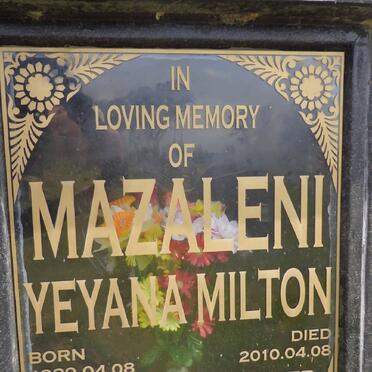 IN
LOVING MEMORY
OF
MAZALENI
YEYANA MILTON
BORN
DIED
2010.04.08